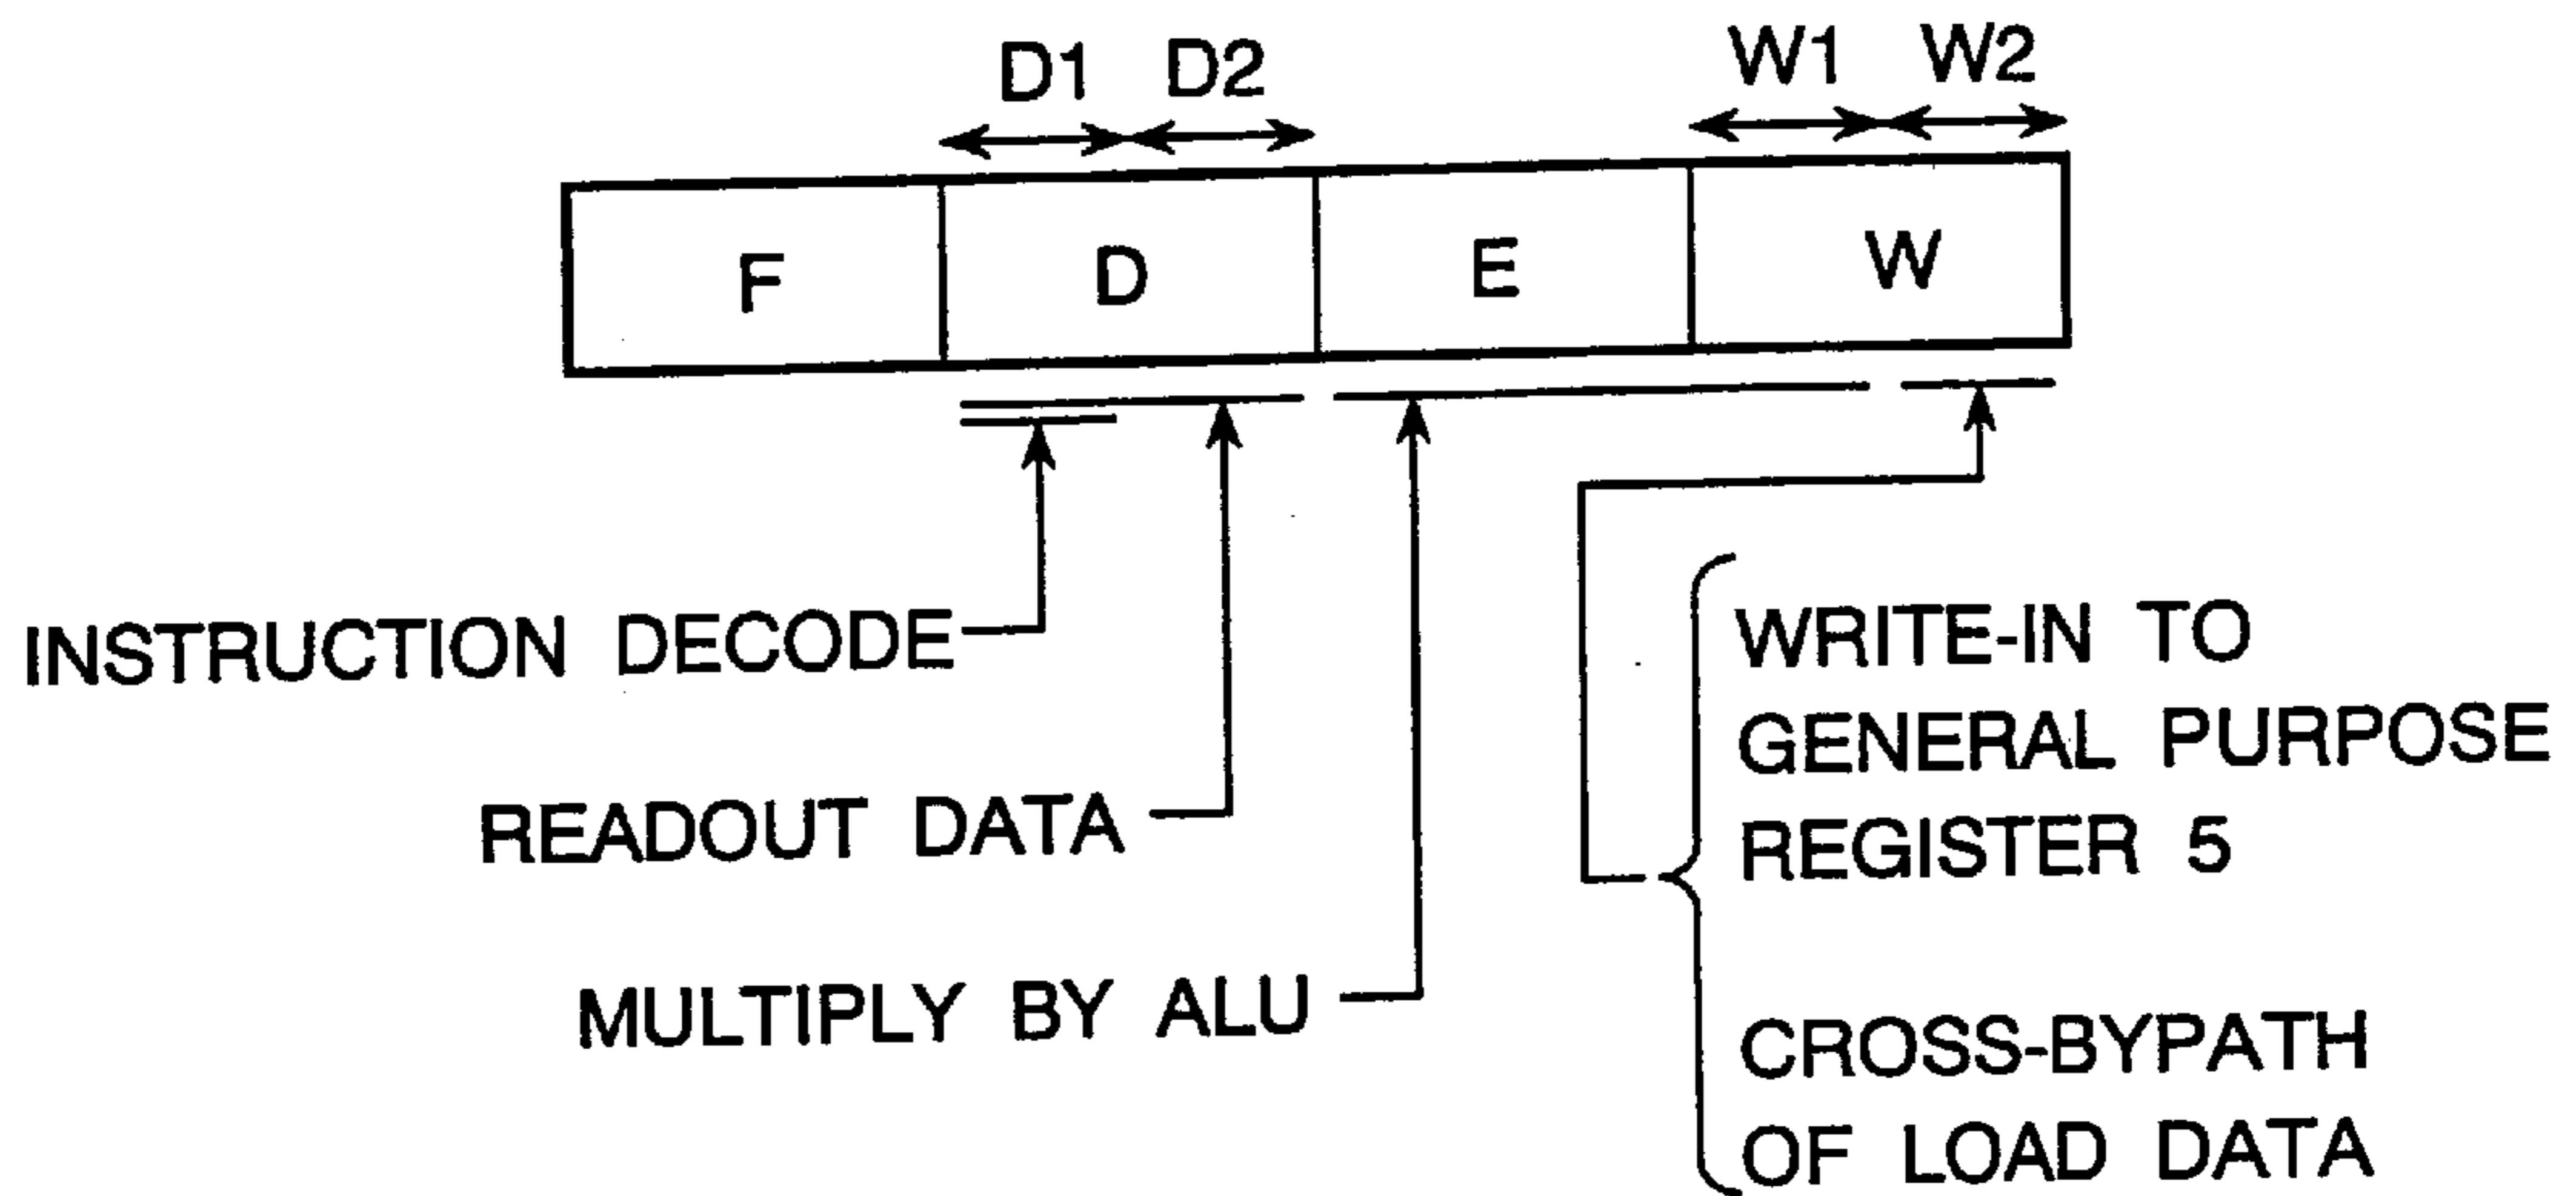 D1 D2 W1 W2
F D E W
INSTRUCTION DECODE
READOUT DATA
MULTIPLY BY ALU
WRITE-IN TO
GENERAL PURPOSE
REGISTER 5
CROSS-BYPATH
OF LOAD DATA